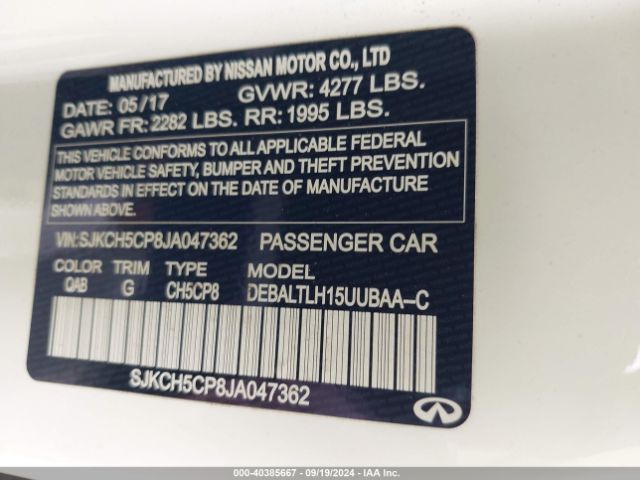 MANUFACTURED BY NISSAN MOTOR CO., LTD
DATE: 05/17 GVWR: 4277 LBS.
GAWR FR: 2282 LBS. RR: 1995 LBS.
THIS VEHICLE CONFORMS TO ALL APPLICABLE FEDERAL
MOTOR VEHICLE SAFETY, BUMPER AND THEFT PREVENTION
STANDARDS IN EFFECT ON THE DATE OF MANUFACTURE
SHOWN ABOVE.
VIN:SJKCH5CP8JA047362 PASSENGER CAR
COLOR TRIM TYPE MODEL
QAB G CH5CP8 DEBALTLH15UUBAA-C
SJKCH5CP8JA047362
INFINITI
000-40385667 - 09/19/2024 - IAA Inc.